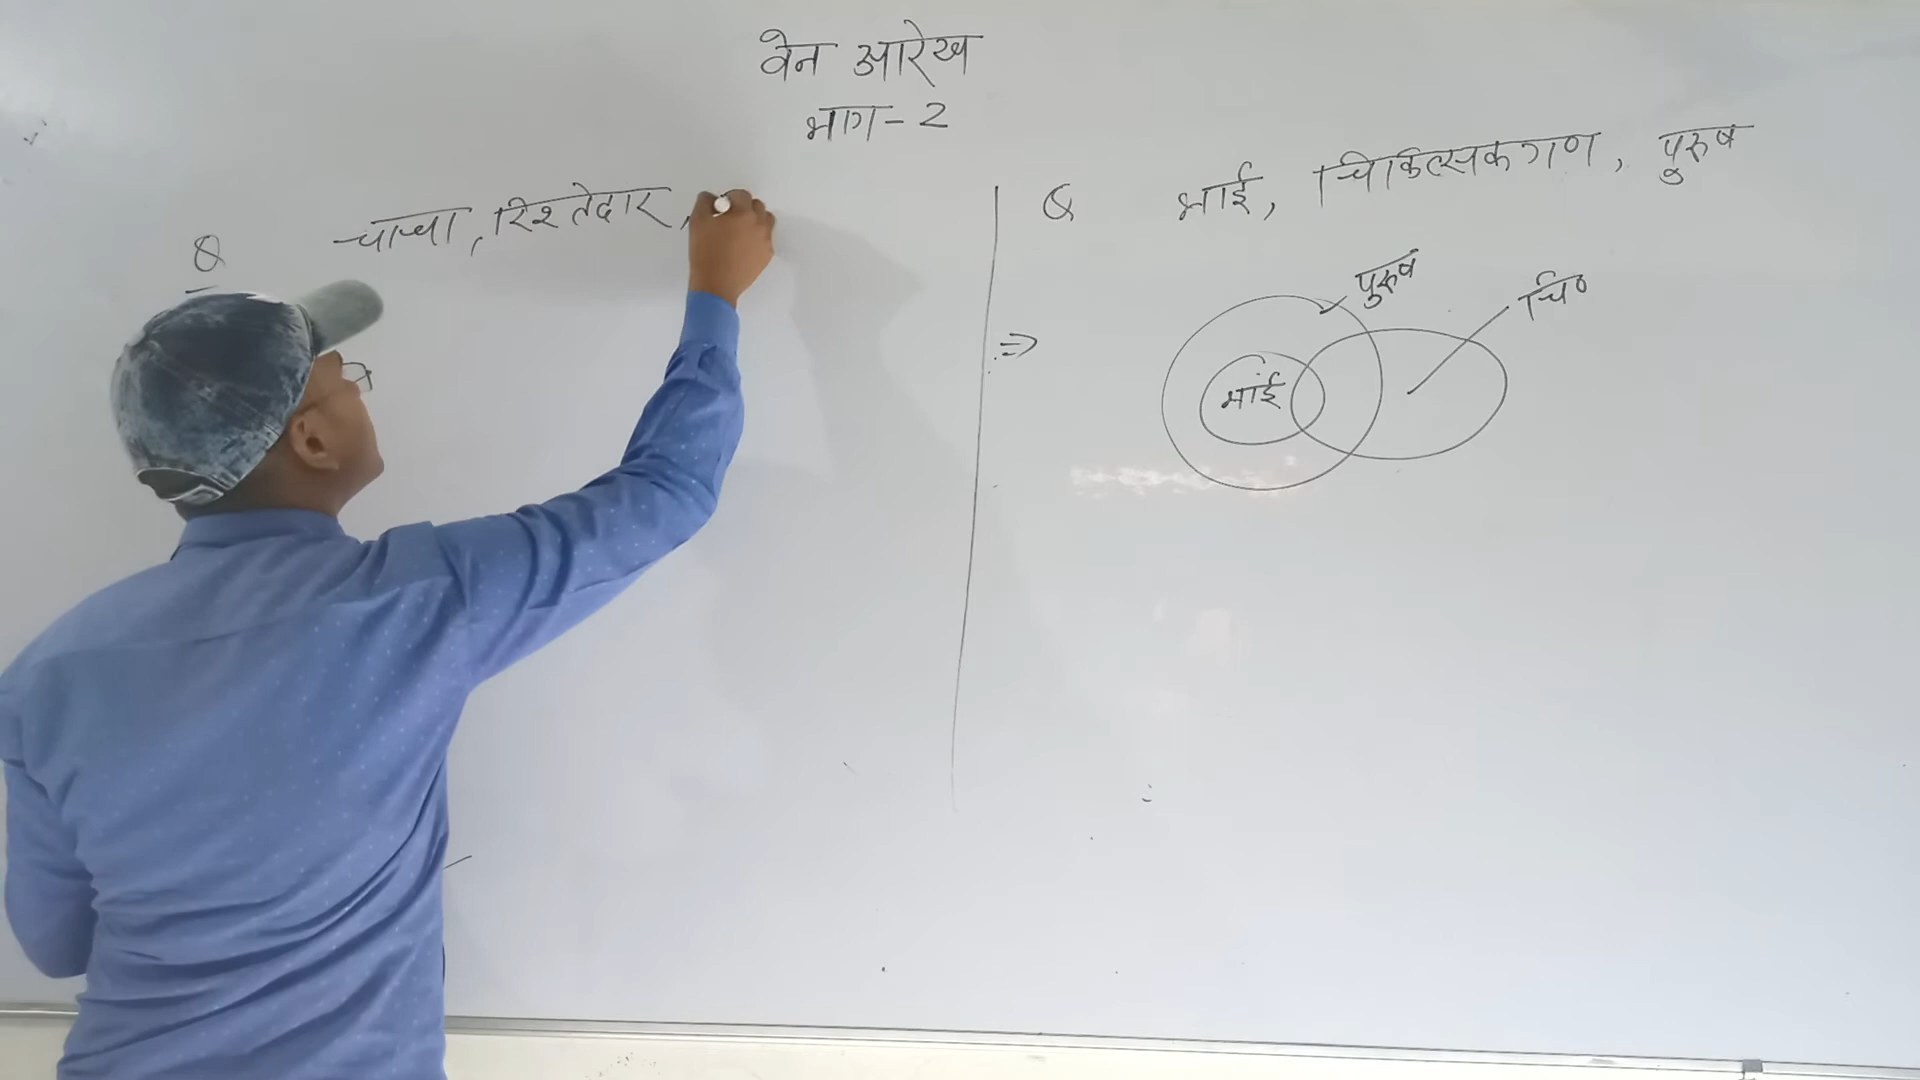 वेन आरेख
भाग-2
Q चाचा, रिश्तेदार,
Q भाई, चिकित्सकगण, पुरुष
⇒
पुरुष
चि०
भाई